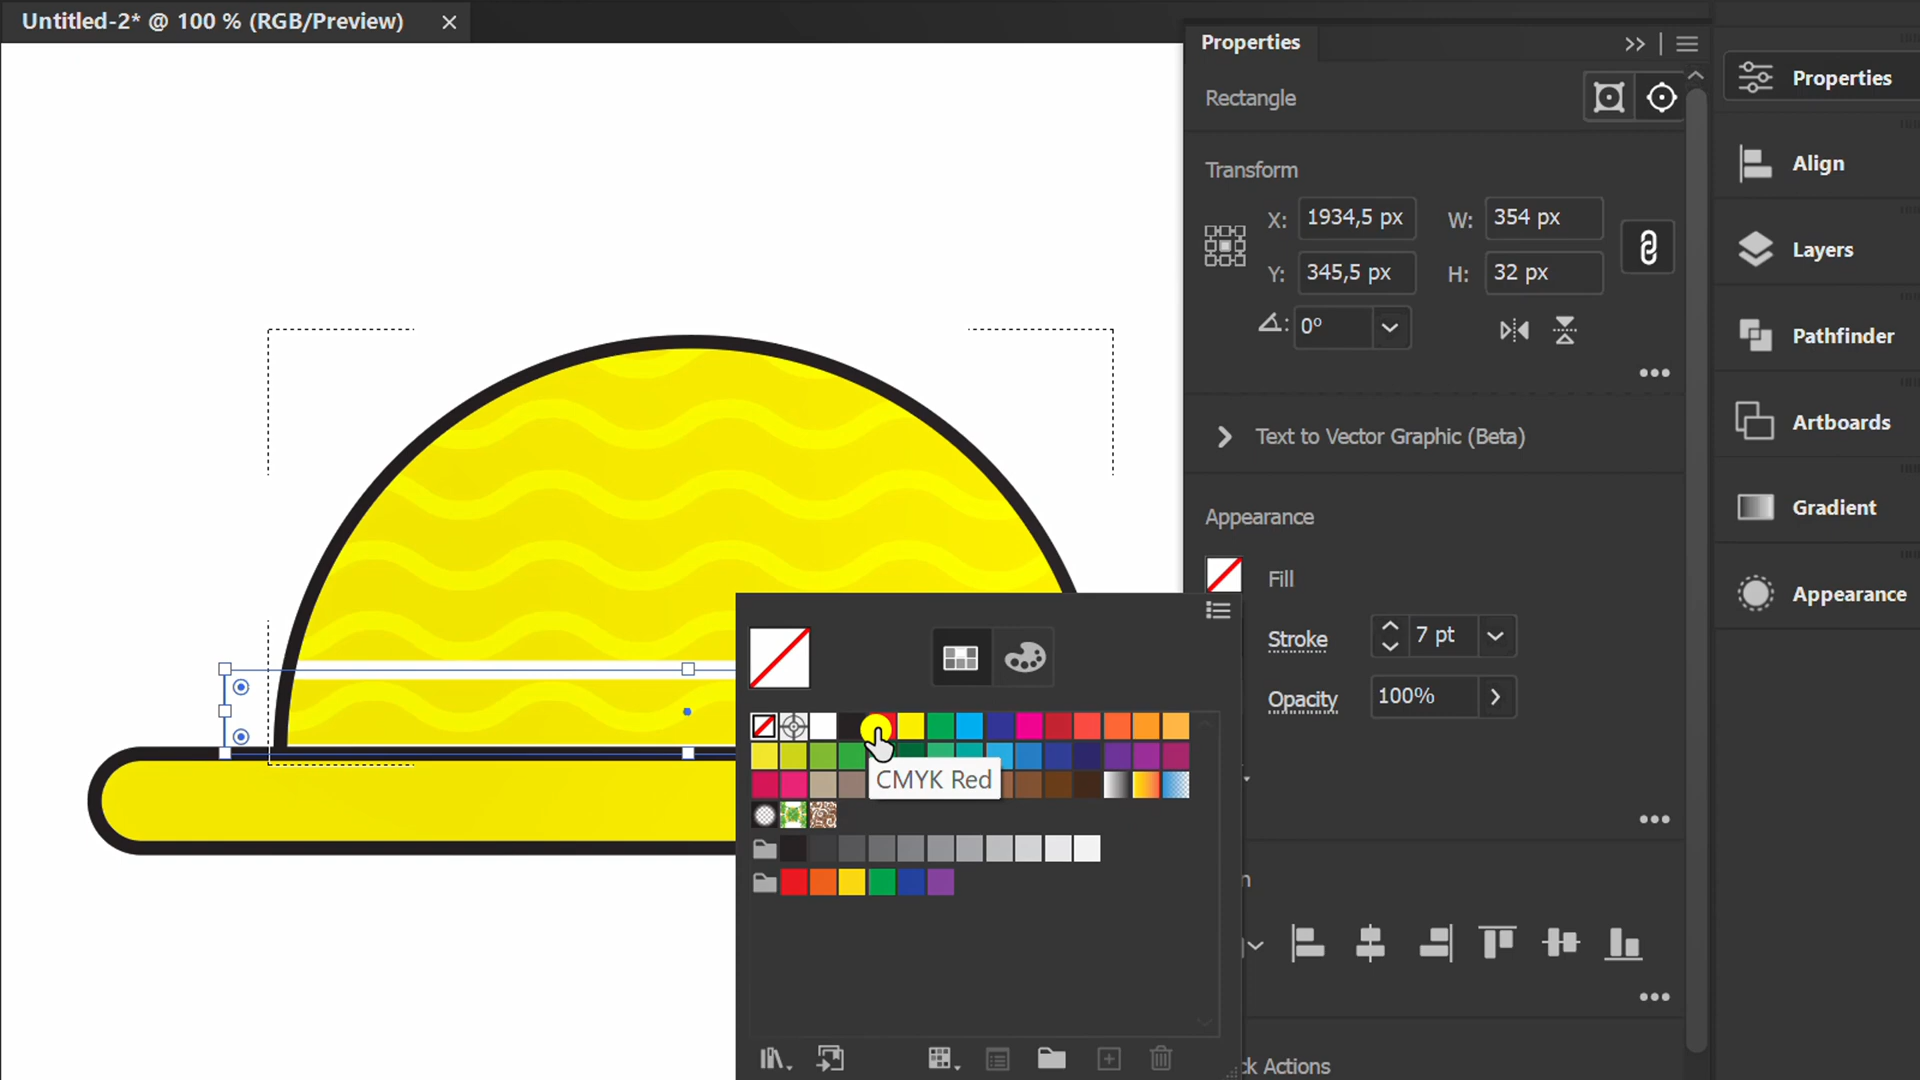 Untitled-2* @ 100 % (RGB/Preview)
Properties
Properties
Rectangle
Transform
X: 1934,5 px W: 354 px
Y: 345,5 px H: 32 px
0°
Text to Vector Graphic (Beta)
Appearance
Fill
Stroke 7 pt
Opacity 100%
CMYK Red
Actions
Align
Layers
Pathfinder
Artboards
Gradient
Appearance